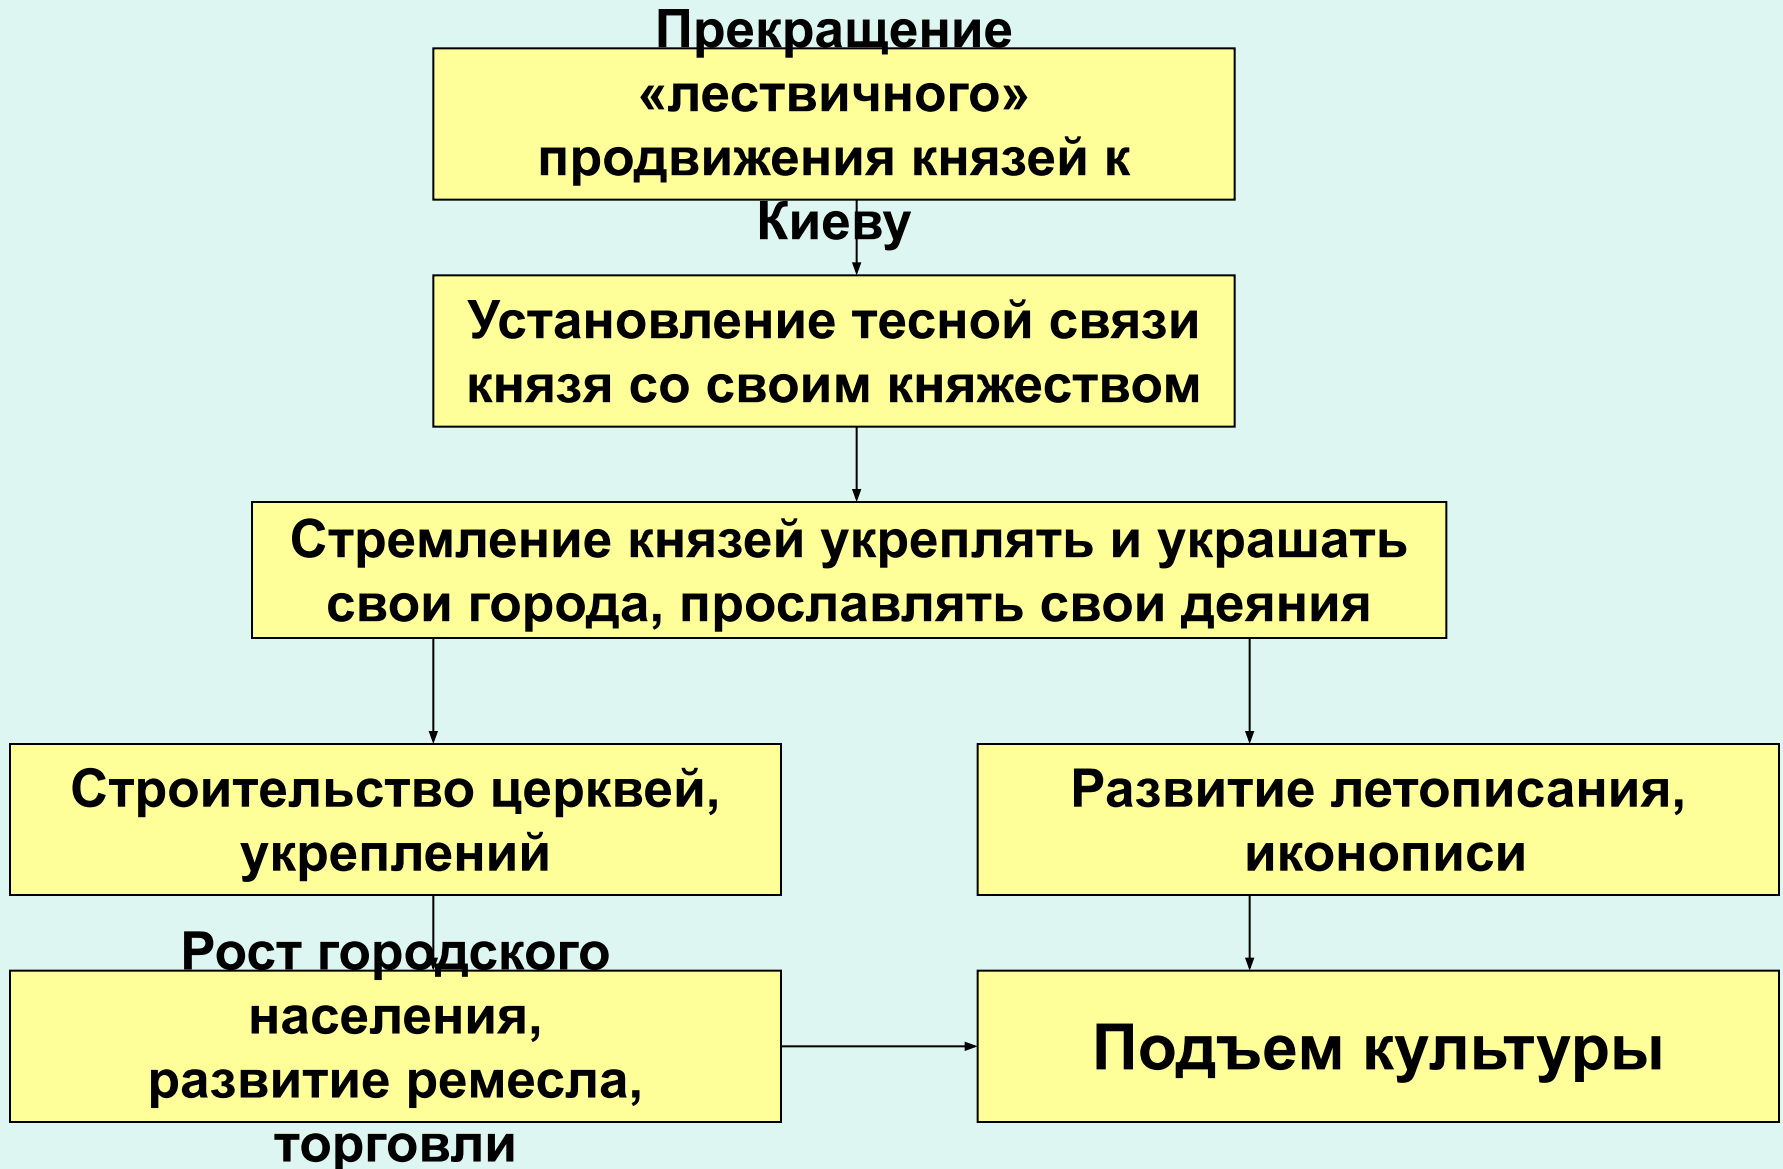 Прекращение
«лествичного»
продвижения князей к
Киеву
Установление тесной связи
князя со своим княжеством
Стремление князей укреплять и украшать
свои города, прославлять свои деяния
Строительство церквей,
укреплений
Развитие летописания,
иконописи
Рост городского
населения,
развитие ремесла,
торговли
Подъем культуры